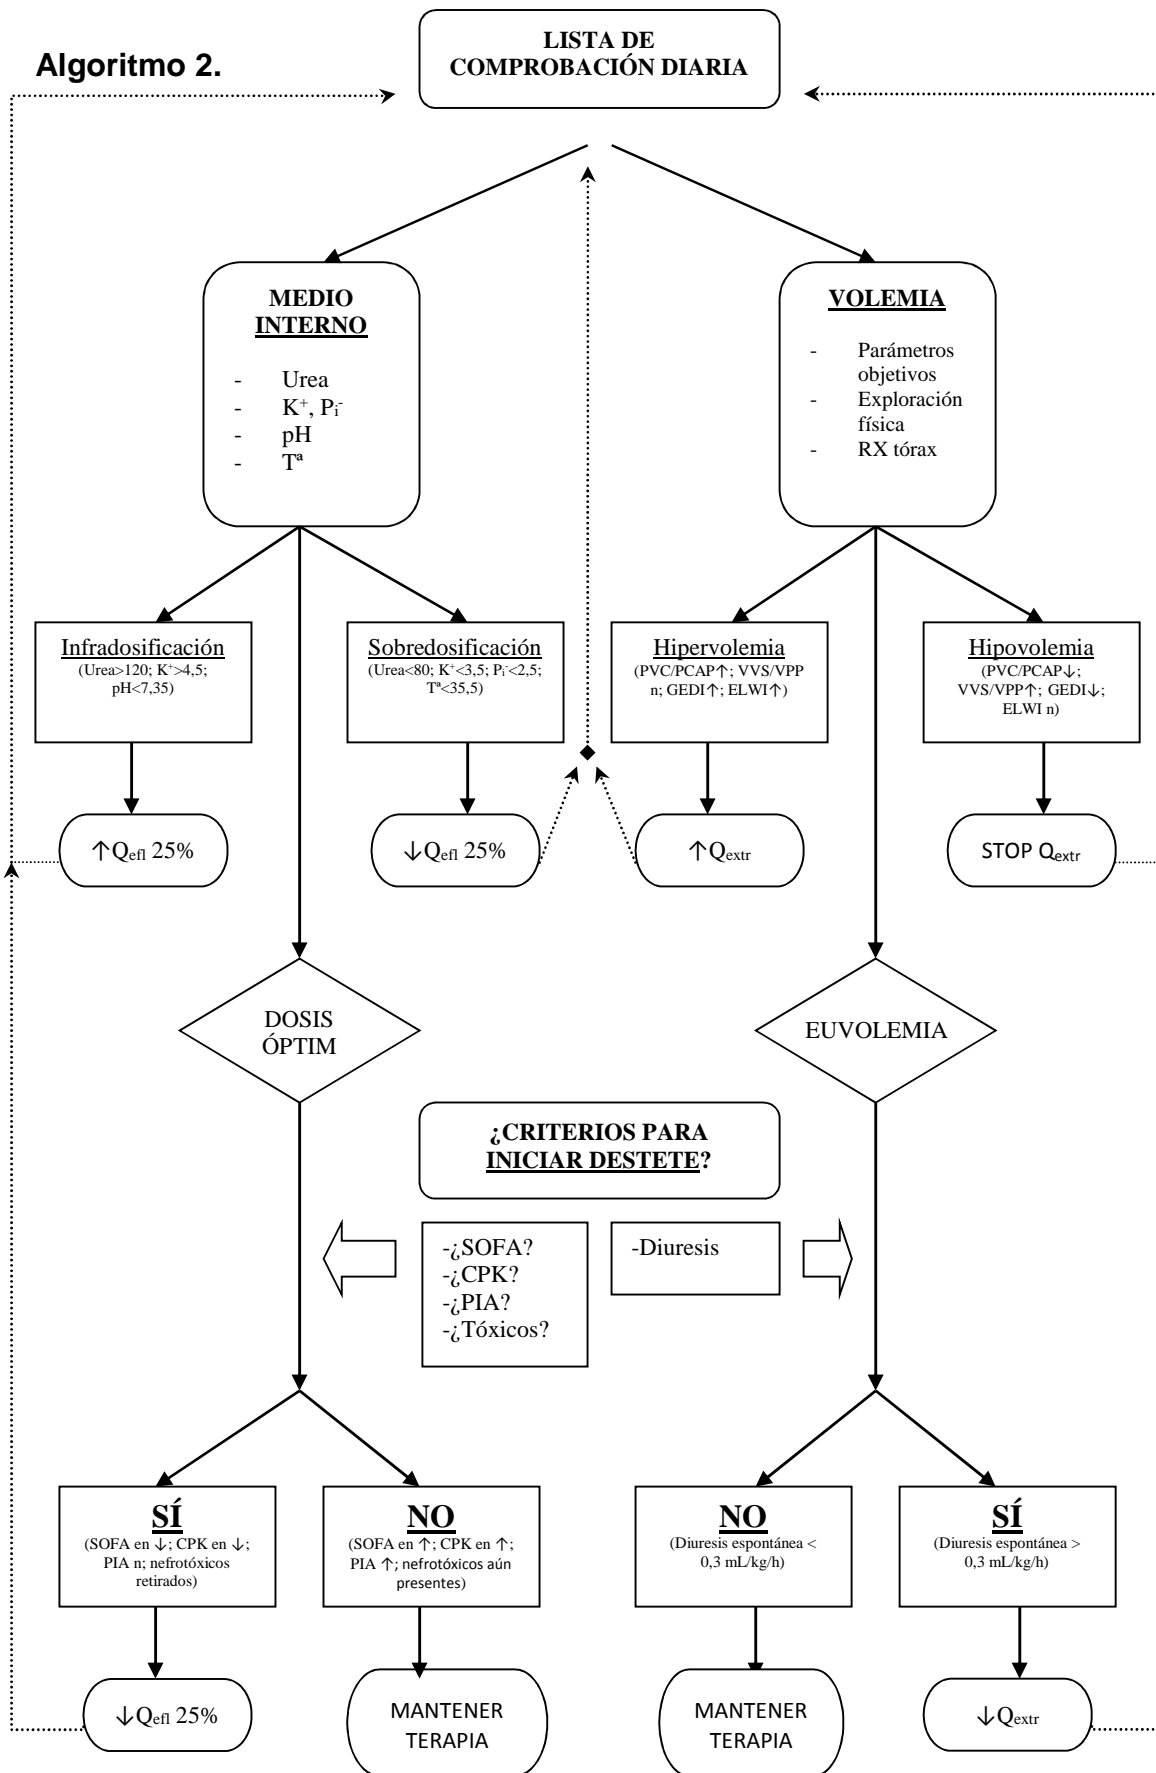 Algoritmo 2.
LISTA DE
COMPROBACIÓN DIARIA
MEDIO
INTERNO
- Urea
- K⁺, Pᵢ⁻
- pH
- Tª
VOLEMIA
- Parámetros
objetivos
- Exploración
física
- RX tórax
Infradosificación
(Urea>120; K⁺>4,5;
pH<7,35)
Sobredosificación
(Urea<80; K⁺<3,5; Pᵢ⁻<2,5;
Tª<35,5)
Hipervolemia
(PVC/PCAP↑; VVS/VPP
n; GEDI↑; ELWI↑)
Hipovolemia
(PVC/PCAP↓;
VVS/VPP↑; GEDI↓;
ELWI n)
↑Qefl 25%
↓Qefl 25%
↑Qextr
STOP Qextr
DOSIS
ÓPTIM
EUVOLEMIA
¿CRITERIOS PARA
INICIAR DESTETE?
-¿SOFA?
-¿CPK?
-¿PIA?
-¿Tóxicos?
-Diuresis
SÍ
(SOFA en ↓; CPK en ↓;
PIA n; nefrotóxicos
retirados)
NO
(SOFA en ↑; CPK en ↑;
PIA ↑; nefrotóxicos aún
presentes)
NO
(Diuresis espontánea <
0,3 mL/kg/h)
SÍ
(Diuresis espontánea >
0,3 mL/kg/h)
↓Qefl 25%
MANTENER
TERAPIA
MANTENER
TERAPIA
↓Qextr